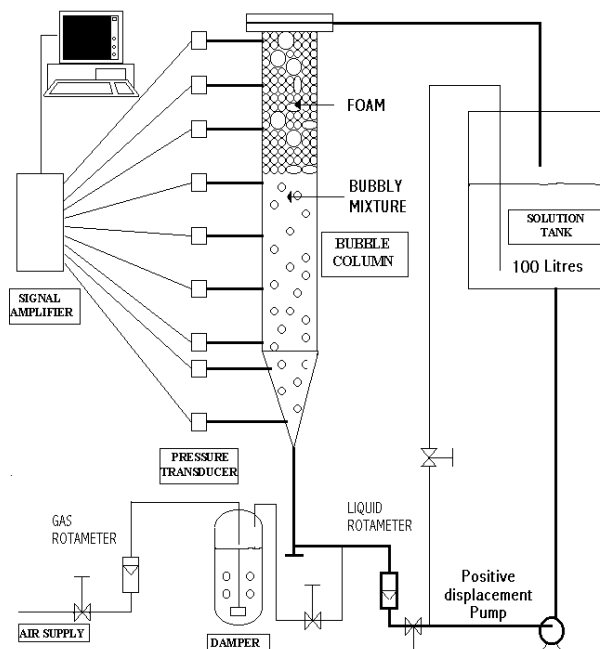 FOAM
BUBBLY
MIXTURE
BUBBLE
COLUMN
SOLUTION
TANK
100 Litres
SIGNAL
AMPLIFIER
PRESSURE
TRANSDUCER
GAS
ROTAMETER
LIQUID
ROTAMETER
Positive
displacement
Pump
AIR SUPPLY
DAMPER